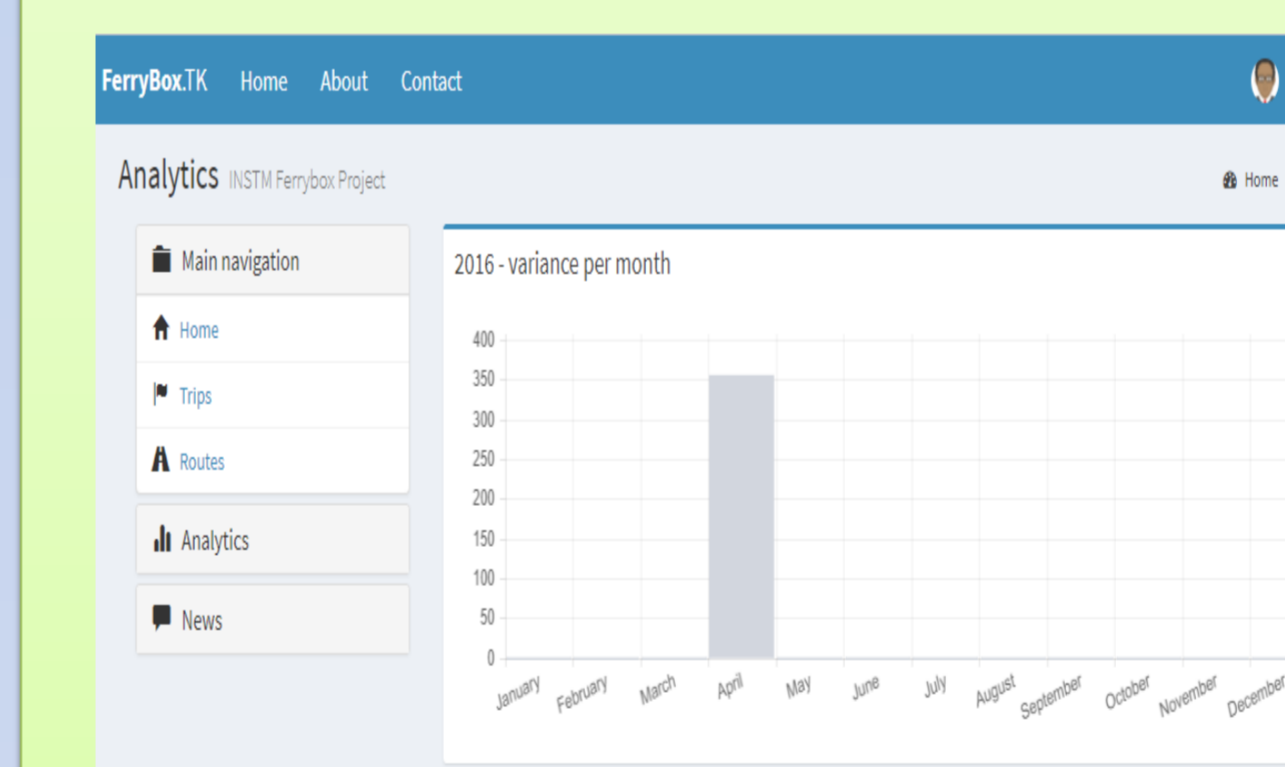 FerryBox.TK Home About Contact
Analytics INSTM Ferrybox Project
Home
Main navigation
Home
Trips
Routes
Analytics
News
2016 - variance per month
400
350
300
250
200
150
100
50
0
January February March April May June July August September October November December